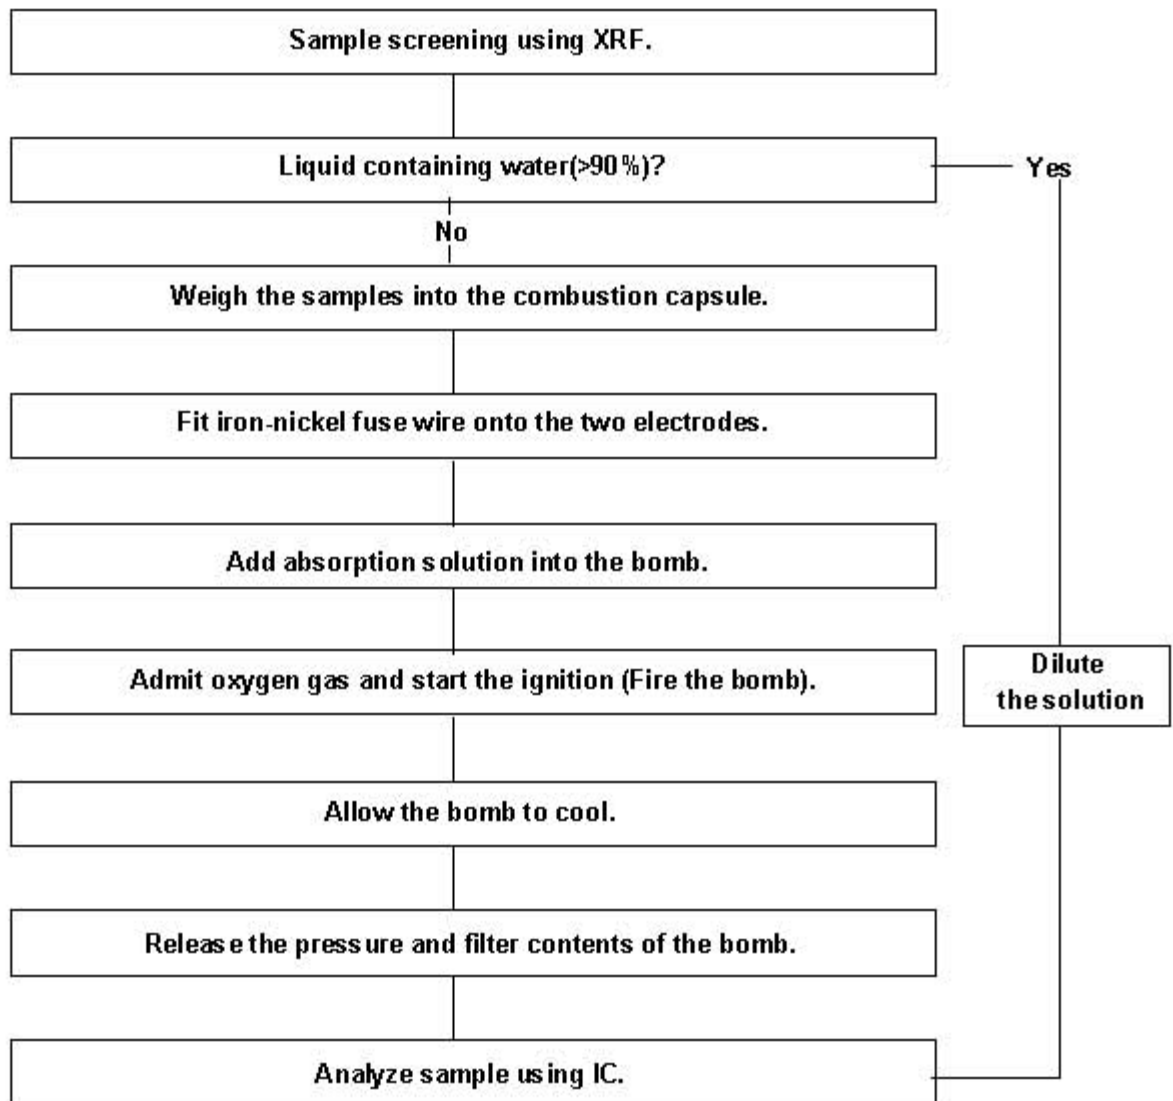 Sample screening using XRF.
Liquid containing water(>90%)?
Yes
No
Weigh the samples into the combustion capsule.
Fit iron-nickel fuse wire onto the two electrodes.
Add absorption solution into the bomb.
Admit oxygen gas and start the ignition (Fire the bomb).
Dilute
the solution
Allow the bomb to cool.
Release the pressure and filter contents of the bomb.
Analyze sample using IC.